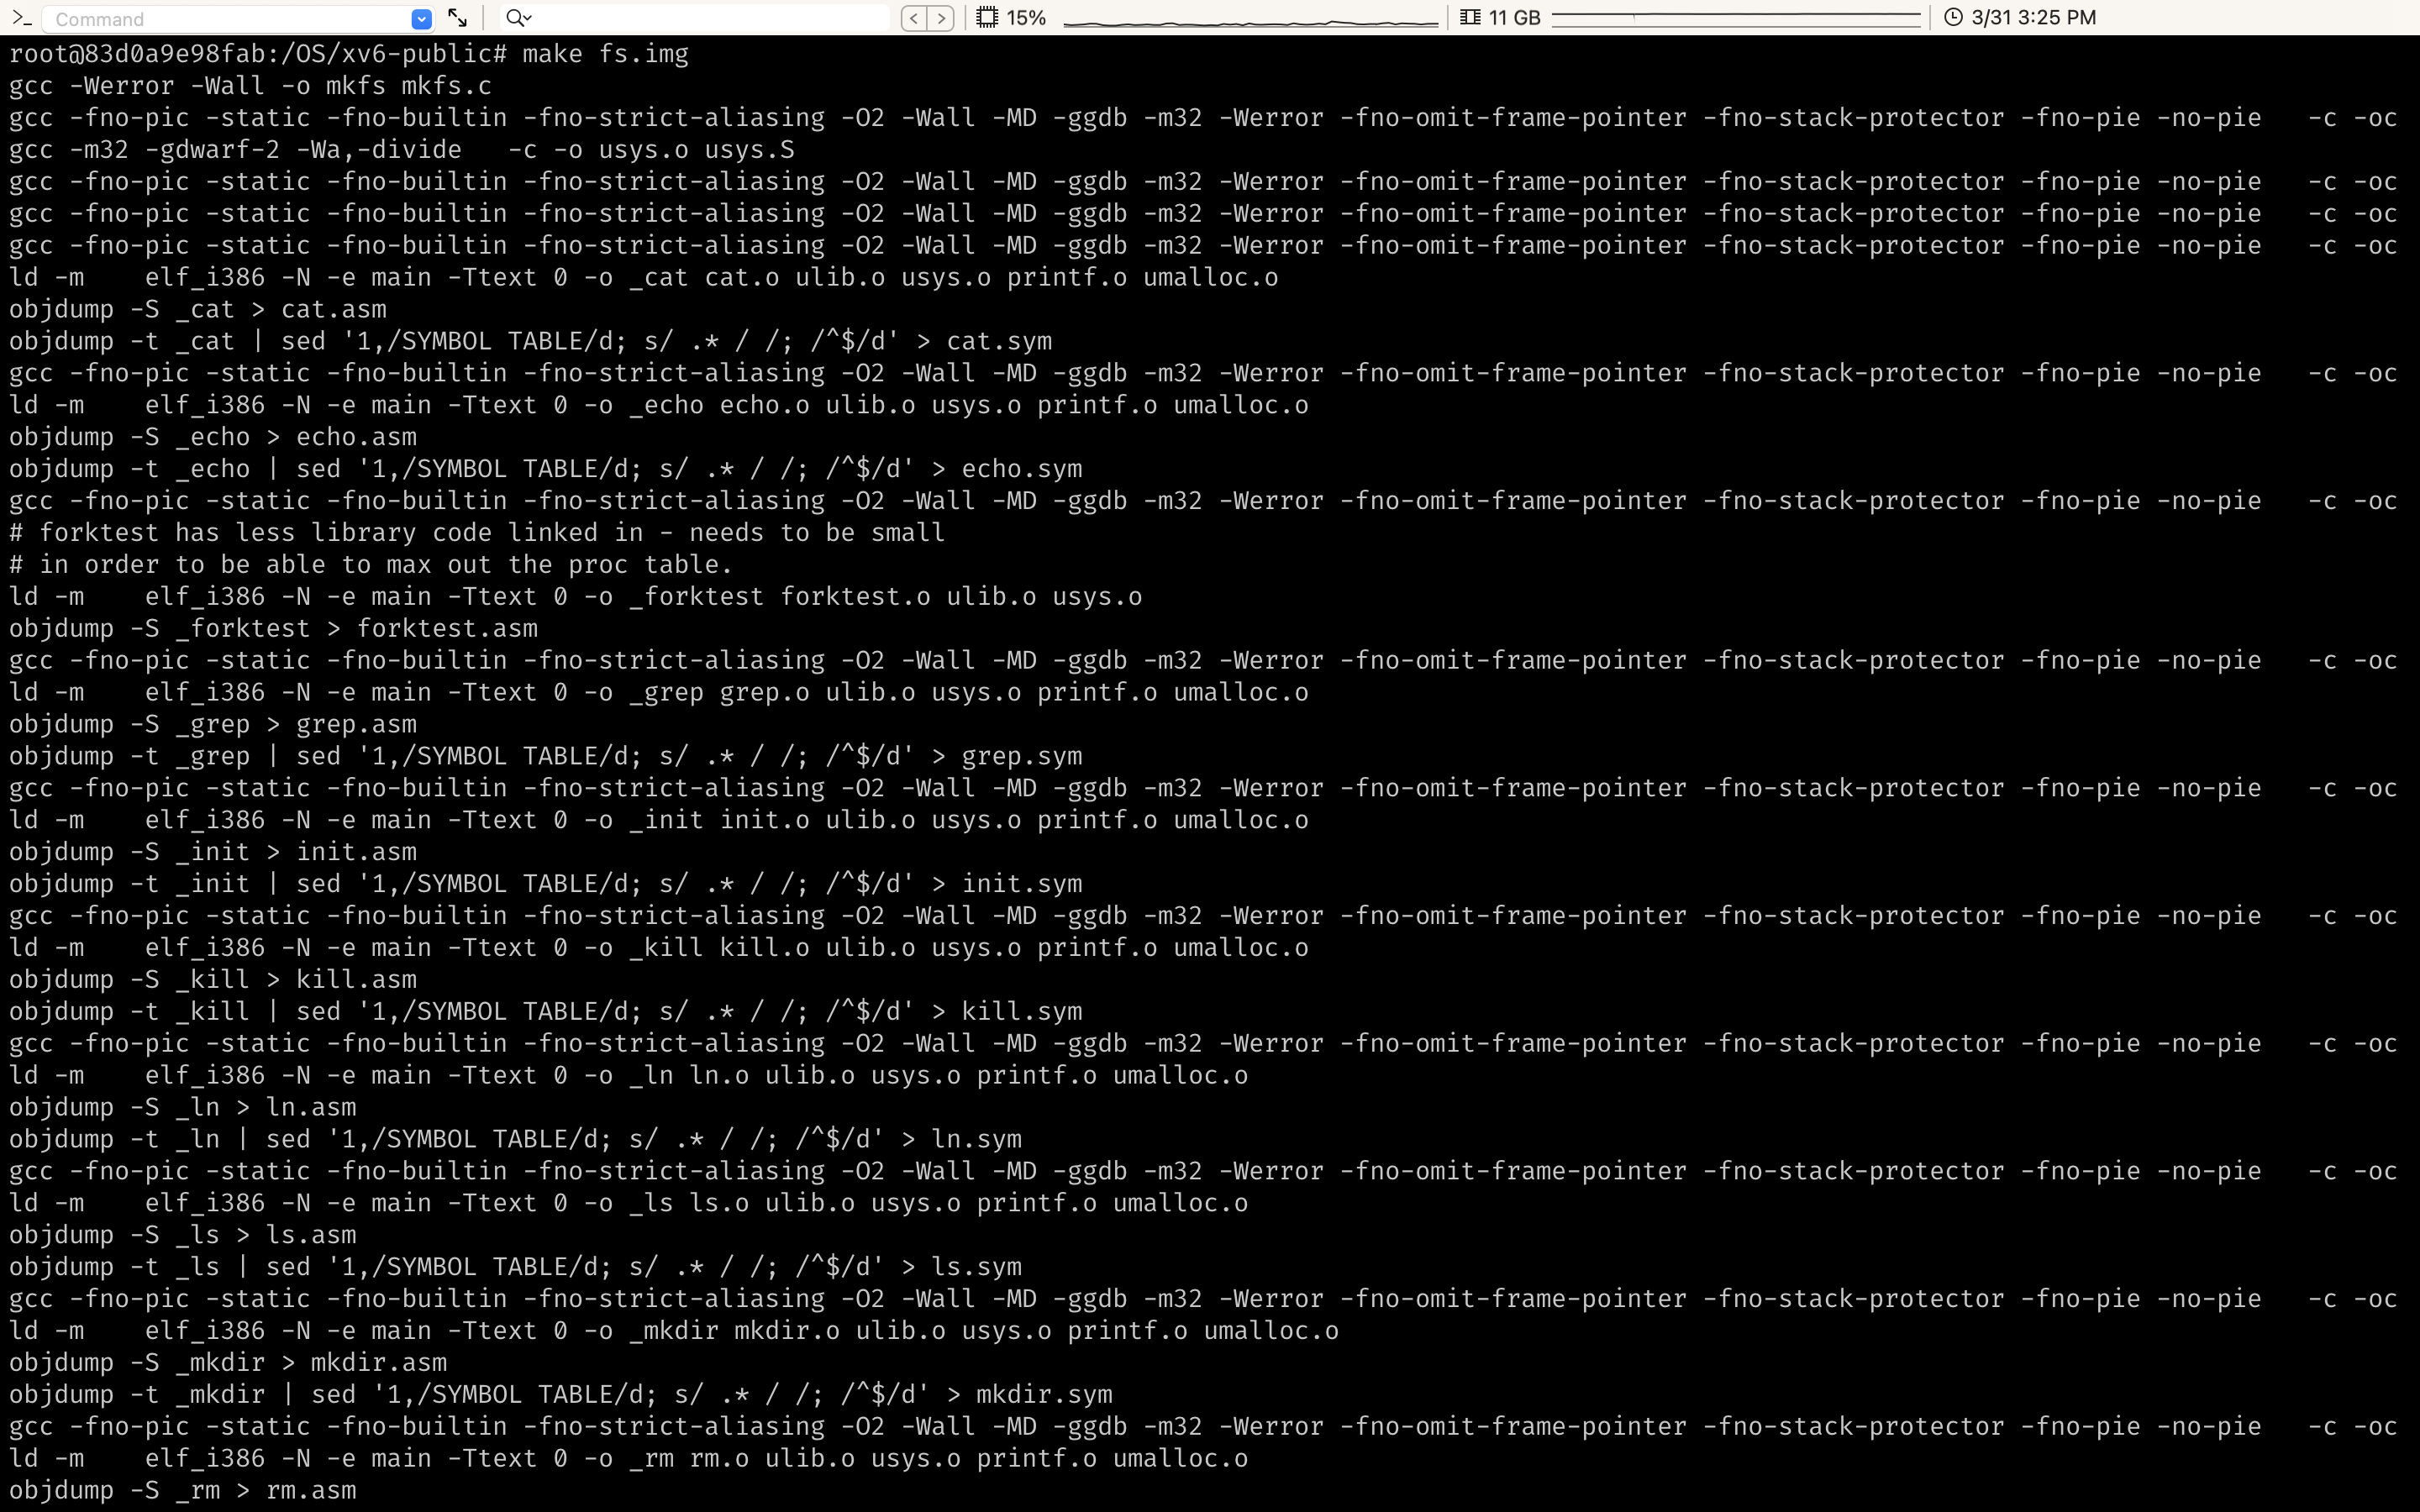 Command
15%
11 GB
3/31 3:25 PM
root@83d0a9e98fab:/OS/xv6-public# make fs.img
gcc -Werror -Wall -o mkfs mkfs.c
gcc -fno-pic -static -fno-builtin -fno-strict-aliasing -O2 -Wall -MD -ggdb -m32 -Werror -fno-omit-frame-pointer -fno-stack-protector -fno-pie -no-pie   -c -oc
gcc -m32 -gdwarf-2 -Wa,-divide   -c -o usys.o usys.S
gcc -fno-pic -static -fno-builtin -fno-strict-aliasing -O2 -Wall -MD -ggdb -m32 -Werror -fno-omit-frame-pointer -fno-stack-protector -fno-pie -no-pie   -c -oc
gcc -fno-pic -static -fno-builtin -fno-strict-aliasing -O2 -Wall -MD -ggdb -m32 -Werror -fno-omit-frame-pointer -fno-stack-protector -fno-pie -no-pie   -c -oc
gcc -fno-pic -static -fno-builtin -fno-strict-aliasing -O2 -Wall -MD -ggdb -m32 -Werror -fno-omit-frame-pointer -fno-stack-protector -fno-pie -no-pie   -c -oc
ld -m    elf_i386 -N -e main -Ttext 0 -o _cat cat.o ulib.o usys.o printf.o umalloc.o
objdump -S _cat > cat.asm
objdump -t _cat | sed '1,/SYMBOL TABLE/d; s/ .* / /; /^$/d' > cat.sym
gcc -fno-pic -static -fno-builtin -fno-strict-aliasing -O2 -Wall -MD -ggdb -m32 -Werror -fno-omit-frame-pointer -fno-stack-protector -fno-pie -no-pie   -c -oc
ld -m    elf_i386 -N -e main -Ttext 0 -o _echo echo.o ulib.o usys.o printf.o umalloc.o
objdump -S _echo > echo.asm
objdump -t _echo | sed '1,/SYMBOL TABLE/d; s/ .* / /; /^$/d' > echo.sym
gcc -fno-pic -static -fno-builtin -fno-strict-aliasing -O2 -Wall -MD -ggdb -m32 -Werror -fno-omit-frame-pointer -fno-stack-protector -fno-pie -no-pie   -c -oc
# forktest has less library code linked in - needs to be small
# in order to be able to max out the proc table.
ld -m    elf_i386 -N -e main -Ttext 0 -o _forktest forktest.o ulib.o usys.o
objdump -S _forktest > forktest.asm
gcc -fno-pic -static -fno-builtin -fno-strict-aliasing -O2 -Wall -MD -ggdb -m32 -Werror -fno-omit-frame-pointer -fno-stack-protector -fno-pie -no-pie   -c -oc
ld -m    elf_i386 -N -e main -Ttext 0 -o _grep grep.o ulib.o usys.o printf.o umalloc.o
objdump -S _grep > grep.asm
objdump -t _grep | sed '1,/SYMBOL TABLE/d; s/ .* / /; /^$/d' > grep.sym
gcc -fno-pic -static -fno-builtin -fno-strict-aliasing -O2 -Wall -MD -ggdb -m32 -Werror -fno-omit-frame-pointer -fno-stack-protector -fno-pie -no-pie   -c -oc
ld -m    elf_i386 -N -e main -Ttext 0 -o _init init.o ulib.o usys.o printf.o umalloc.o
objdump -S _init > init.asm
objdump -t _init | sed '1,/SYMBOL TABLE/d; s/ .* / /; /^$/d' > init.sym
gcc -fno-pic -static -fno-builtin -fno-strict-aliasing -O2 -Wall -MD -ggdb -m32 -Werror -fno-omit-frame-pointer -fno-stack-protector -fno-pie -no-pie   -c -oc
ld -m    elf_i386 -N -e main -Ttext 0 -o _kill kill.o ulib.o usys.o printf.o umalloc.o
objdump -S _kill > kill.asm
objdump -t _kill | sed '1,/SYMBOL TABLE/d; s/ .* / /; /^$/d' > kill.sym
gcc -fno-pic -static -fno-builtin -fno-strict-aliasing -O2 -Wall -MD -ggdb -m32 -Werror -fno-omit-frame-pointer -fno-stack-protector -fno-pie -no-pie   -c -oc
ld -m    elf_i386 -N -e main -Ttext 0 -o _ln ln.o ulib.o usys.o printf.o umalloc.o
objdump -S _ln > ln.asm
objdump -t _ln | sed '1,/SYMBOL TABLE/d; s/ .* / /; /^$/d' > ln.sym
gcc -fno-pic -static -fno-builtin -fno-strict-aliasing -O2 -Wall -MD -ggdb -m32 -Werror -fno-omit-frame-pointer -fno-stack-protector -fno-pie -no-pie   -c -oc
ld -m    elf_i386 -N -e main -Ttext 0 -o _ls ls.o ulib.o usys.o printf.o umalloc.o
objdump -S _ls > ls.asm
objdump -t _ls | sed '1,/SYMBOL TABLE/d; s/ .* / /; /^$/d' > ls.sym
gcc -fno-pic -static -fno-builtin -fno-strict-aliasing -O2 -Wall -MD -ggdb -m32 -Werror -fno-omit-frame-pointer -fno-stack-protector -fno-pie -no-pie   -c -oc
ld -m    elf_i386 -N -e main -Ttext 0 -o _mkdir mkdir.o ulib.o usys.o printf.o umalloc.o
objdump -S _mkdir > mkdir.asm
objdump -t _mkdir | sed '1,/SYMBOL TABLE/d; s/ .* / /; /^$/d' > mkdir.sym
gcc -fno-pic -static -fno-builtin -fno-strict-aliasing -O2 -Wall -MD -ggdb -m32 -Werror -fno-omit-frame-pointer -fno-stack-protector -fno-pie -no-pie   -c -oc
ld -m    elf_i386 -N -e main -Ttext 0 -o _rm rm.o ulib.o usys.o printf.o umalloc.o
objdump -S _rm > rm.asm